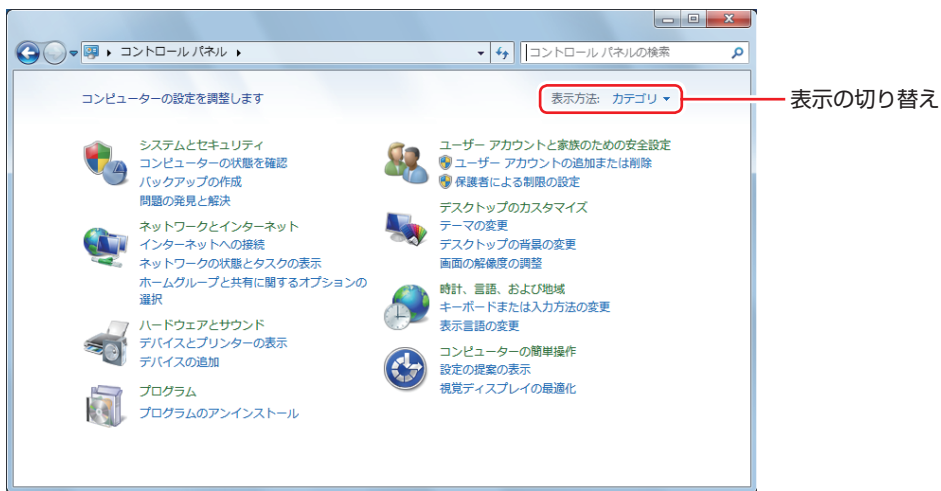 コントロール パネル
コントロール パネルの検索
コンピューターの設定を調整します
表示方法: カテゴリ
表示の切り替え
システムとセキュリティ
コンピューターの状態を確認
バックアップの作成
問題の発見と解決
ネットワークとインターネット
インターネットへの接続
ネットワークの状態とタスクの表示
ホームグループと共有に関するオプションの
選択
ハードウェアとサウンド
デバイスとプリンターの表示
デバイスの追加
プログラム
プログラムのアンインストール
ユーザー アカウントと家族のための安全設定
ユーザー アカウントの追加または削除
保護者による制限の設定
デスクトップのカスタマイズ
テーマの変更
デスクトップの背景の変更
画面の解像度の調整
時計、言語、および地域
キーボードまたは入力方法の変更
表示言語の変更
コンピューターの簡単操作
設定の提案の表示
視覚ディスプレイの最適化